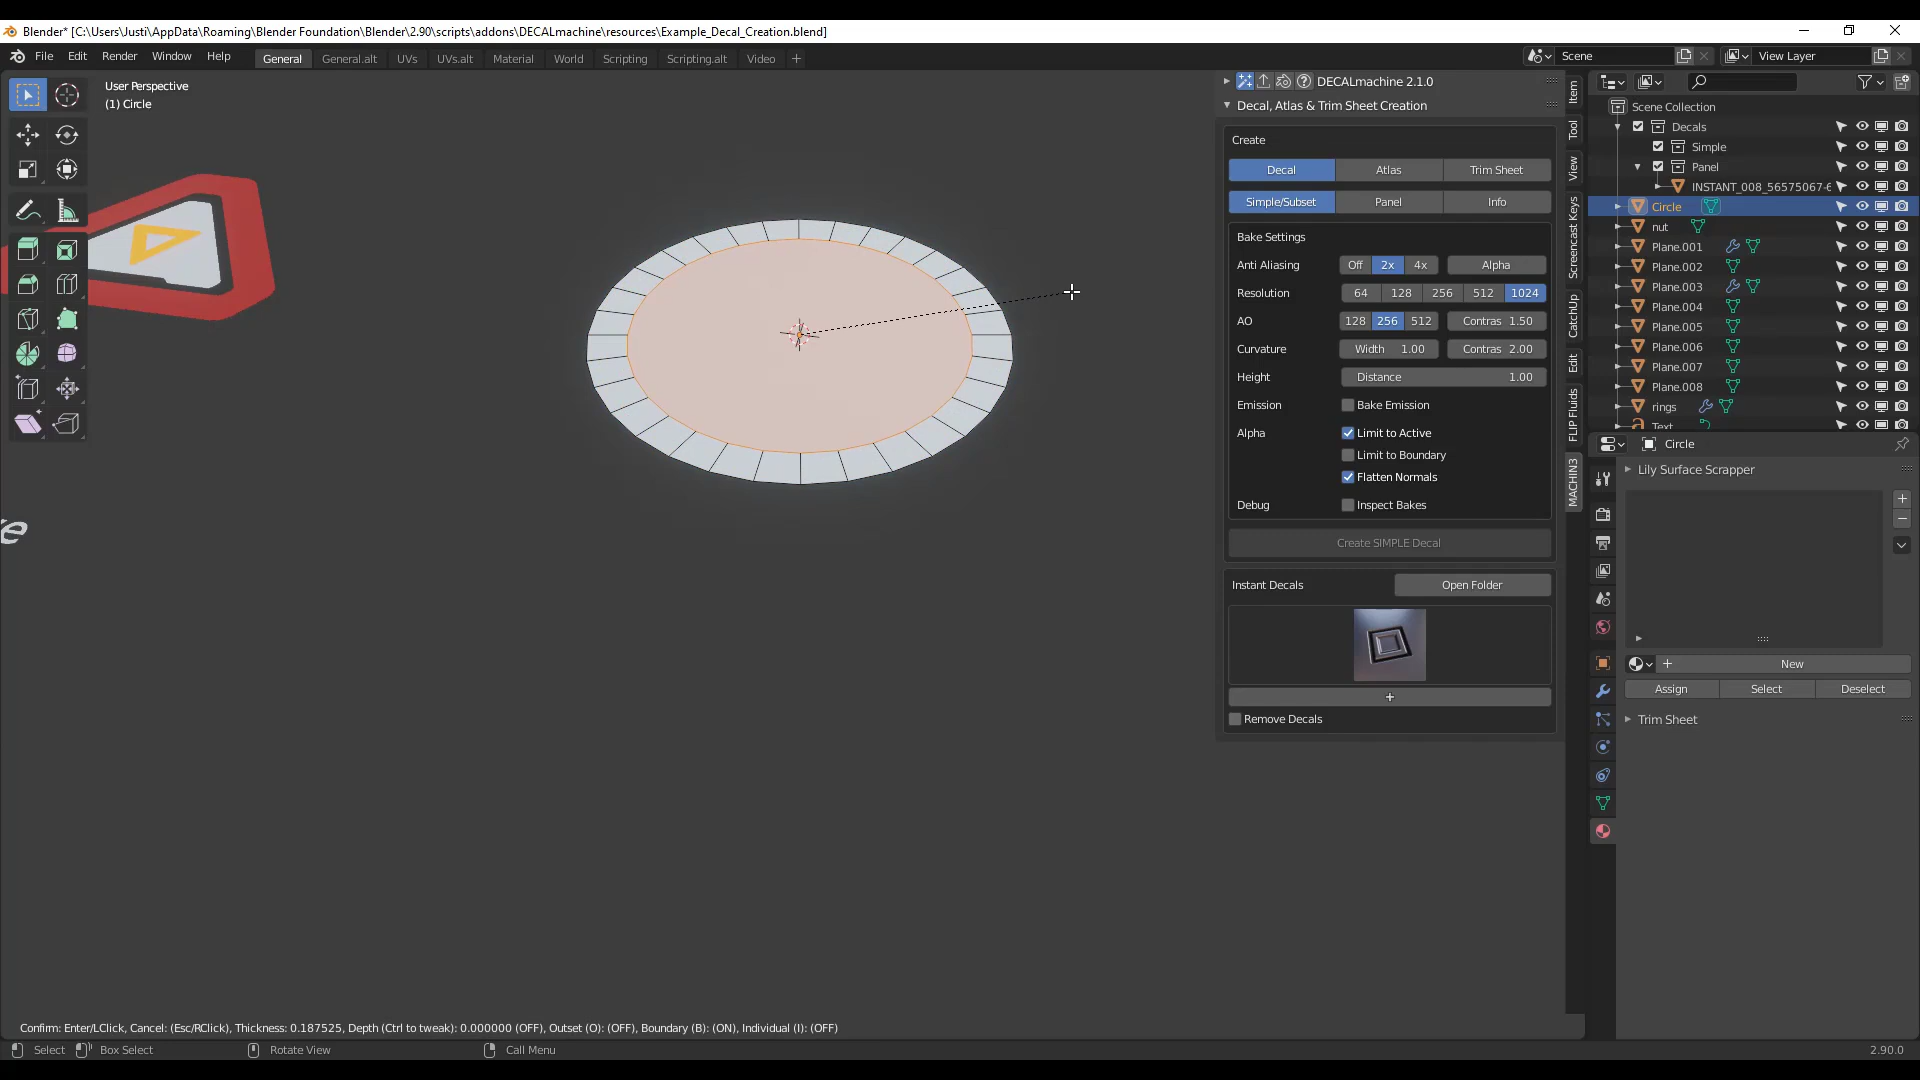 Blender* [C:\Users\Justi\AppData\Roaming\Blender Foundation\Blender\2.90\scripts\addons\DECALmachine\resources\Example_Decal_Creation.blend]
File Edit Render Window Help General General.alt UVs UVs.alt Material World Scripting Scripting.alt Video + Scene View Layer
User Perspective
(1) Circle
DECALmachine 2.1.0
Decal, Atlas & Trim Sheet Creation
Create
Decal Atlas Trim Sheet
Simple/Subset Panel Info
Bake Settings
Anti Aliasing Off 2x 4x Alpha
Resolution 64 128 256 512 1024
AO 128 256 512 Contras 1.50
Curvature Width 1.00 Contras 2.00
Height Distance 1.00
Emission Bake Emission
Alpha Limit to Active
Limit to Boundary
Flatten Normals
Debug Inspect Bakes
Create SIMPLE Decal
Instant Decals Open Folder
+
Remove Decals
Item
Tool
View
Screencast Keys
CatchUp
Edit
FLIP Fluids
MACHIN3
Scene Collection
Decals
Simple
Panel
INSTANT_008_56575067-6
Circle
nut
Plane.001
Plane.002
Plane.003
Plane.004
Plane.005
Plane.006
Plane.007
Plane.008
rings
Text
Circle
Lily Surface Scrapper
+ New
Assign Select Deselect
Trim Sheet
Confirm: Enter/LClick, Cancel: (Esc/RClick), Thickness: 0.187525, Depth (Ctrl to tweak): 0.000000 (OFF), Outset (O): (OFF), Boundary (B): (ON), Individual (I): (OFF)
Select Box Select Rotate View Call Menu 2.90.0